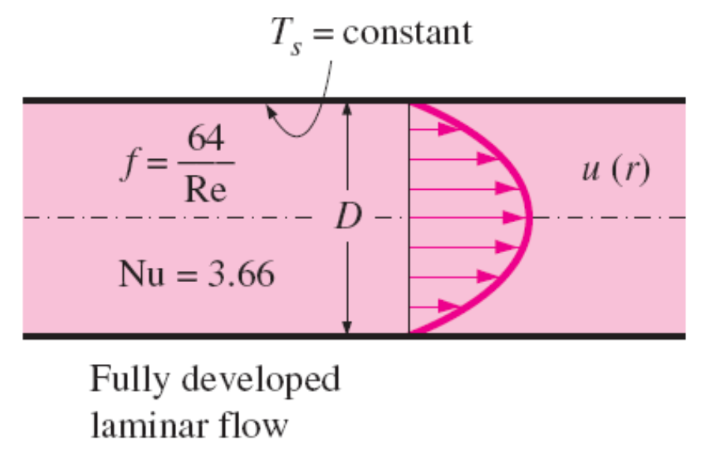 T_s = constant
f = 64/Re
u (r)
D
Nu = 3.66
Fully developed
laminar flow